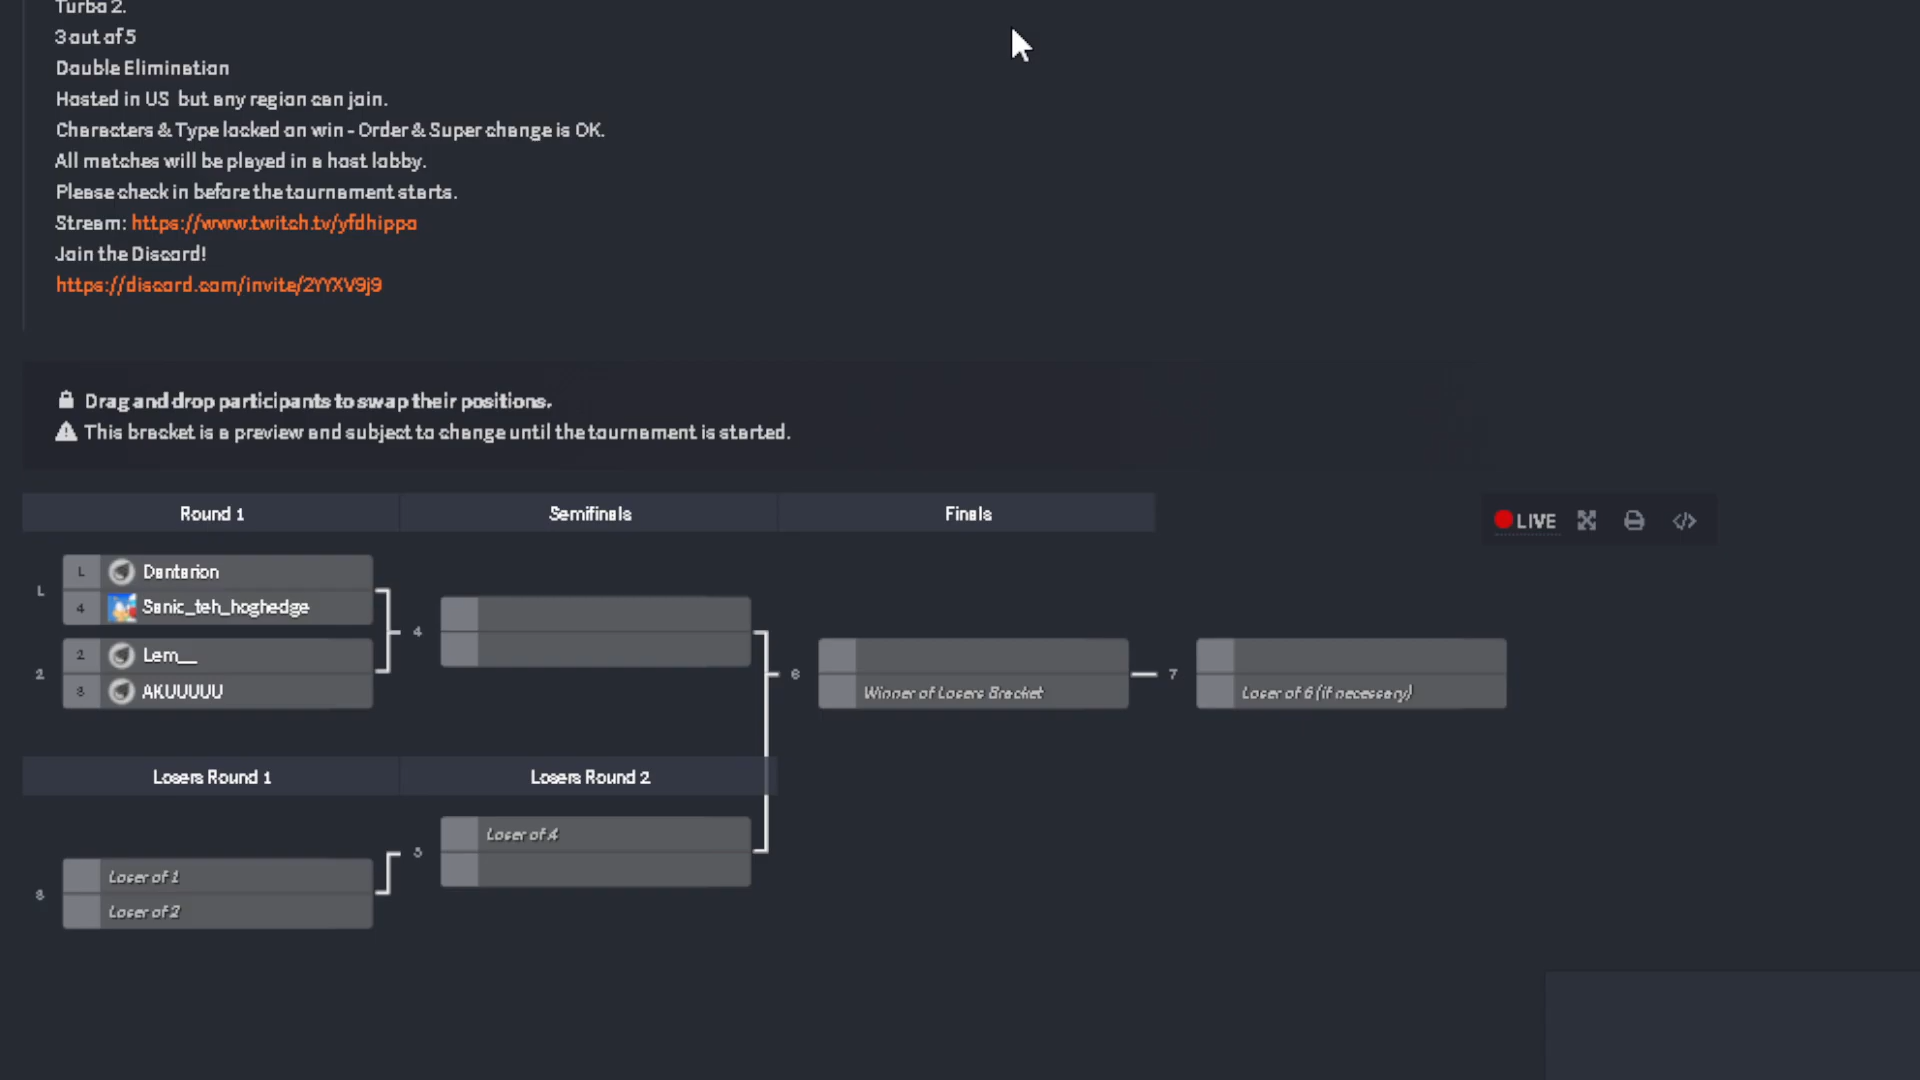 Turbo 2.
3 out of 5
Double Elimination
Hosted in US but any region can join.
Characters & Type locked on win - Order & Super change is OK.
All matches will be played in a host lobby.
Please check in before the tournament starts.
Stream: https://www.twitch.tv/yfdhippo
Join the Discord!
https://discord.com/invite/2YYXV9j9
Drag and drop participants to swap their positions.
This bracket is a preview and subject to change until the tournament is started.
Round 1 Semifinals Finals
LIVE
1
1 Dantarion
4 Sanic_teh_hoghedge
2
2 Lem__
3 AKUUUUU
4
6
Winner of Losers Bracket
7
Loser of 6 (if necessary)
Losers Round 1 Losers Round 2
3
Loser of 1
Loser of 2
5
Loser of 4